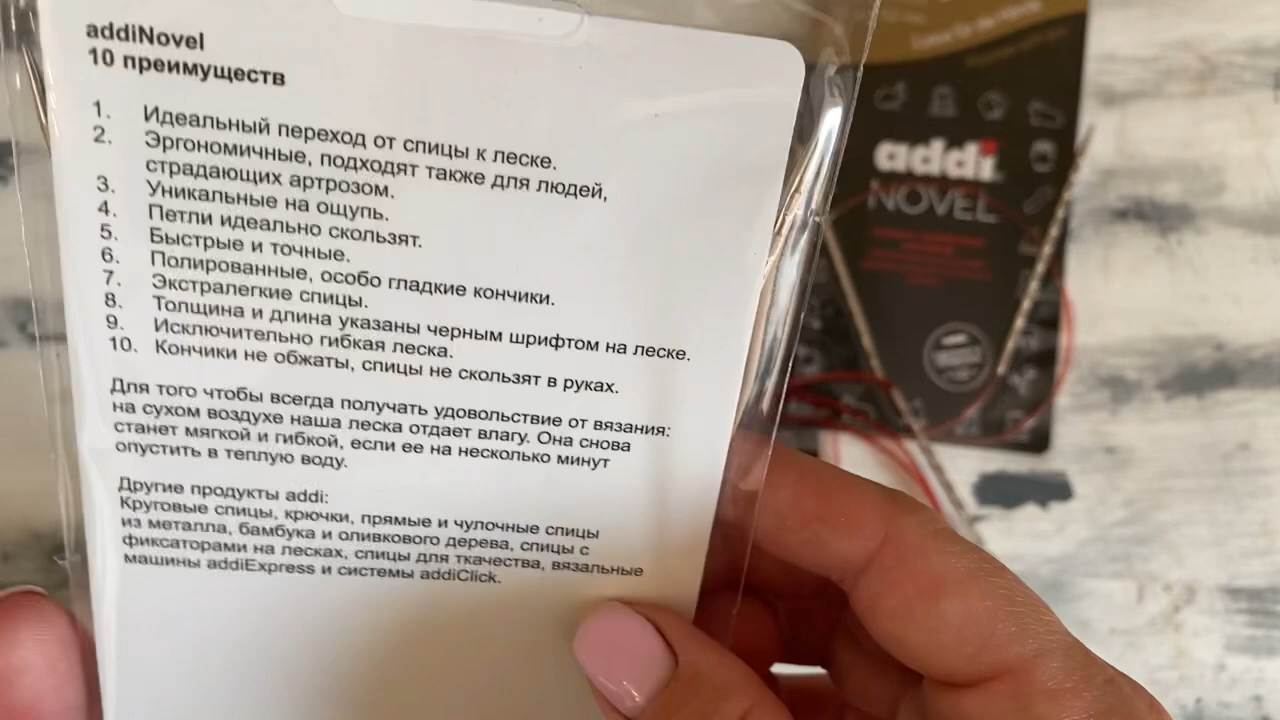 addiNovel
10 преимуществ
1. Идеальный переход от спицы к леске.
2. Эргономичные, подходят также для людей,
страдающих артрозом.
3. Уникальные на ощупь.
4. Петли идеально скользят.
5. Быстрые и точные.
6. Полированные, особо гладкие кончики.
7. Экстралегкие спицы.
8. Толщина и длина указаны черным шрифтом на леске.
9. Исключительно гибкая леска.
10. Кончики не обжаты, спицы не скользят в руках.
Для того чтобы всегда получать удовольствие от вязания:
на сухом воздухе наша леска отдает влагу. Она снова
станет мягкой и гибкой, если ее на несколько минут
опустить в теплую воду.
Другие продукты addi:
Круговые спицы, крючки, прямые и чулочные спицы
из металла, бамбука и оливкового дерева, спицы с
фиксаторами на лесках, спицы для ткачества, вязальные
машины addiExpress и системы addiClick.
addi
NOVEL